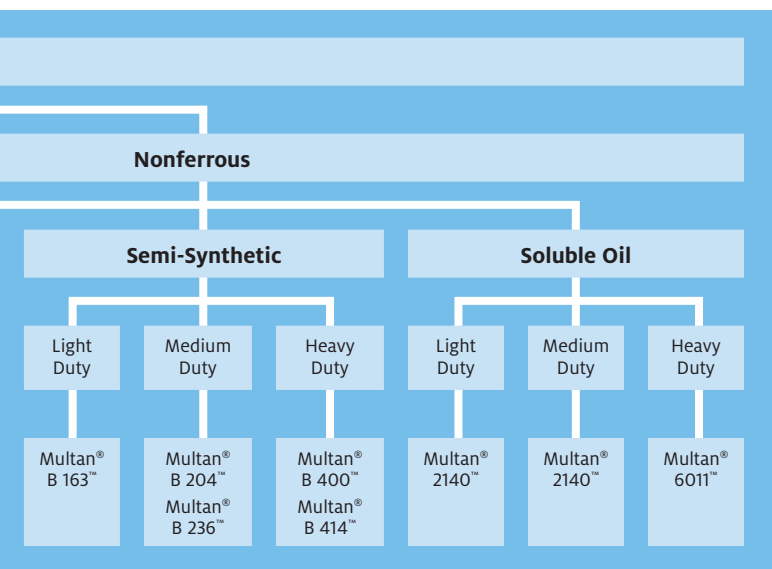 Nonferrous
Semi-Synthetic
Soluble Oil
Light
Duty
Medium
Duty
Heavy
Duty
Light
Duty
Medium
Duty
Heavy
Duty
Multan®
B 163™
Multan®
B 204™
Multan®
B 236™
Multan®
B 400™
Multan®
B 414™
Multan®
2140™
Multan®
2140™
Multan®
6011™